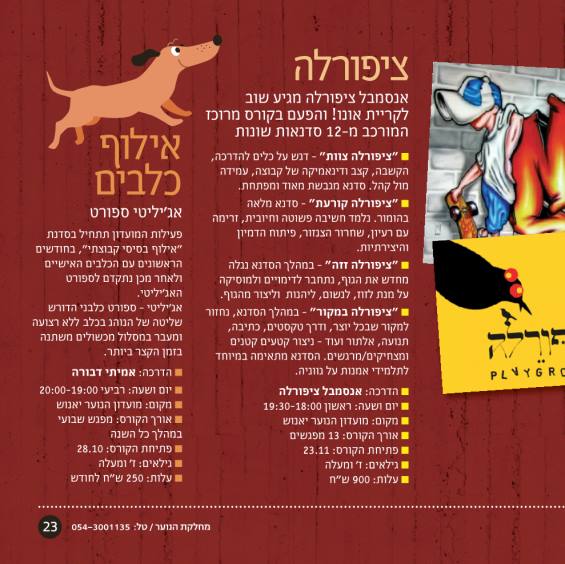 ציפורלה
אנסמבל ציפורלה מגיע שוב
לקריית אונו! והפעם בקורס מרוכז
המורכב מ-12 סדנאות שונות
"ציפורלה צוות" - דגש על כלים להדרכה,
הקשבה, קצב ודינאמיקה של קבוצה, עמידה
מול קהל. סדנא מגבשת מאוד ומפתחת.
"ציפורלה קורעת" - סדנא מלאה
בהומור. נלמד חשיבה פשוטה וחיובית, זרימה
עם רעיון, שחרור הצנזור, פיתוח הדמיון
והיצירתיות.
"ציפורלה זזה" - במהלך הסדנא נגלה
מחדש את הגוף, נתחבר לדימויים ולמוסיקה
על מנת לזוז, לנשום, ליהנות וליצור מהגוף.
"ציפורלה במקור" - במהלך הסדנא, נחזור
למקור שבכל יוצר, ודרך טקסטים, כתיבה,
תנועה, אלתור ועוד - ניצור קטעים קטנים
ומצחיקים/מרגשים. הסדנא מתאימה במיוחד
לתלמידי אמנות על גווניה.
הדרכה: אנסמבל ציפורלה
יום ושעה: ראשון 19:30-18:00
מקום: מועדון הנוער יאנוש
אורך הקורס: 13 מפגשים
פתיחת הקורס: 23.11
גילאים: ז' ומעלה
עלות: 900 ש"ח
אילוף
כלבים
אג'יליטי ספורט
פעילות המועדון תתחיל בסדנת
"אילוף בסיסי קבוצתי", בחודשים
הראשונים עם הכלבים האישיים
ולאחר מכן נתקדם לספורט
האג'יליטי.
אג'יליטי - ספורט כלבני הדורש
שליטה של הנוהג בכלב ללא רצועה
ומעבר במסלול מכשולים משתנה
בזמן הקצר ביותר.
הדרכה: אמיתי דבורה
יום ושעה: רביעי 20:00-19:00
מקום: מועדון הנוער יאנוש
אורך הקורס: מפגש שבועי
במהלך כל השנה
פתיחת הקורס: 28.10
גילאים: ז' ומעלה
עלות: 250 ש"ח לחודש
PLAYGRO
מחלקת הנוער / טל: 054-3001135
23